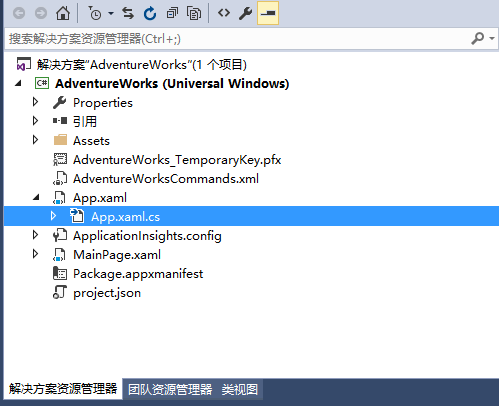 搜索解决方案资源管理器(Ctrl+;)
解决方案"AdventureWorks"(1 个项目)
C# AdventureWorks (Universal Windows)
Properties
引用
Assets
AdventureWorks_TemporaryKey.pfx
AdventureWorksCommands.xml
App.xaml
App.xaml.cs
ApplicationInsights.config
MainPage.xaml
Package.appxmanifest
project.json
解决方案资源管理器 团队资源管理器 类视图